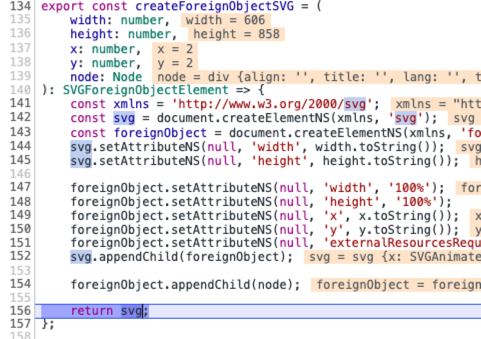 134 export const createForeignObjectSVG = (
135 width: number, width = 606
136 height: number, height = 858
137 x: number, x = 2
138 y: number, y = 2
139 node: Node node = div {align: '', title: '', lang: '', t
140 ): SVGForeignObjectElement => {
141 const xmlns = 'http://www.w3.org/2000/svg'; xmlns = "htt
142 const svg = document.createElementNS(xmlns, 'svg'); svg
143 const foreignObject = document.createElementNS(xmlns, 'fo
144 svg.setAttributeNS(null, 'width', width.toString()); svg
145 svg.setAttributeNS(null, 'height', height.toString()); h
146
147 foreignObject.setAttributeNS(null, 'width', '100%'); for
148 foreignObject.setAttributeNS(null, 'height', '100%');
149 foreignObject.setAttributeNS(null, 'x', x.toString()); x
150 foreignObject.setAttributeNS(null, 'y', y.toString()); y
151 foreignObject.setAttributeNS(null, 'externalResourcesRequ
152 svg.appendChild(foreignObject); svg = svg {x: SVGAnimate
153
154 foreignObject.appendChild(node); foreignObject = foreign
155
156 return svg;
157 };
158